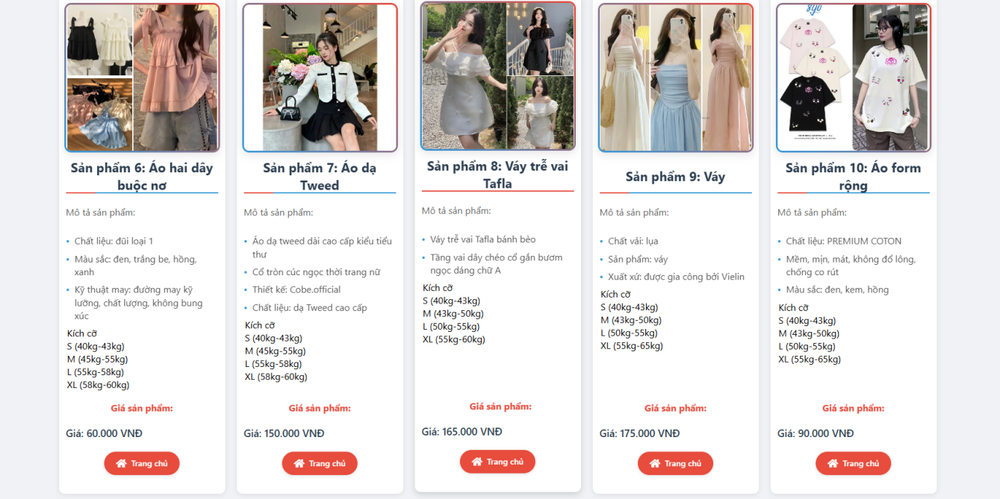 8yo
Sản phẩm 6: Áo hai dây
buộc nơ
Mô tả sản phẩm:
Chất liệu: đũi loại 1
Màu sắc: đen, trắng be, hồng,
xanh
Kỹ thuật may: đường may kỹ
lưỡng, chất lượng, không bung
xúc
Kích cỡ
S (40kg-43kg)
M (45kg-55kg)
L (55kg-58kg)
XL (58kg-60kg)
Giá sản phẩm:
Giá: 60.000 VNĐ
Trang chủ
Sản phẩm 7: Áo dạ
Tweed
Mô tả sản phẩm:
Áo dạ tweed dài cao cấp kiểu tiểu
thư
Cổ tròn cúc ngọc thời trang nữ
Thiết kế: Cobe.official
Chất liệu: dạ Tweed cao cấp
Kích cỡ
S (40kg-43kg)
M (45kg-55kg)
L (55kg-58kg)
XL (58kg-60kg)
Giá sản phẩm:
Giá: 150.000 VNĐ
Trang chủ
Sản phẩm 8: Váy trễ vai
Tafla
Mô tả sản phẩm:
Váy trễ vai Tafla bánh bèo
Tầng vai dây chéo cổ gắn bươm
ngọc dáng chữ A
Kích cỡ
S (40kg-43kg)
M (43kg-50kg)
L (50kg-55kg)
XL (55kg-60kg)
Giá sản phẩm:
Giá: 165.000 VNĐ
Trang chủ
Sản phẩm 9: Váy
Mô tả sản phẩm:
Chất vải: lụa
Sản phẩm: váy
Xuất xứ: được gia công bởi Vielin
Kích cỡ
S (40kg-43kg)
M (43kg-50kg)
L (50kg-55kg)
XL (55kg-65kg)
Giá sản phẩm:
Giá: 175.000 VNĐ
Trang chủ
Sản phẩm 10: Áo form
rộng
Mô tả sản phẩm:
Chất liệu: PREMIUM COTON
Mềm, mịn, mát, không đổ lông,
chống co rút
Màu sắc: đen, kem, hồng
Kích cỡ
S (40kg-43kg)
M (43kg-50kg)
L (50kg-55kg)
XL (55kg-65kg)
Giá sản phẩm:
Giá: 90.000 VNĐ
Trang chủ